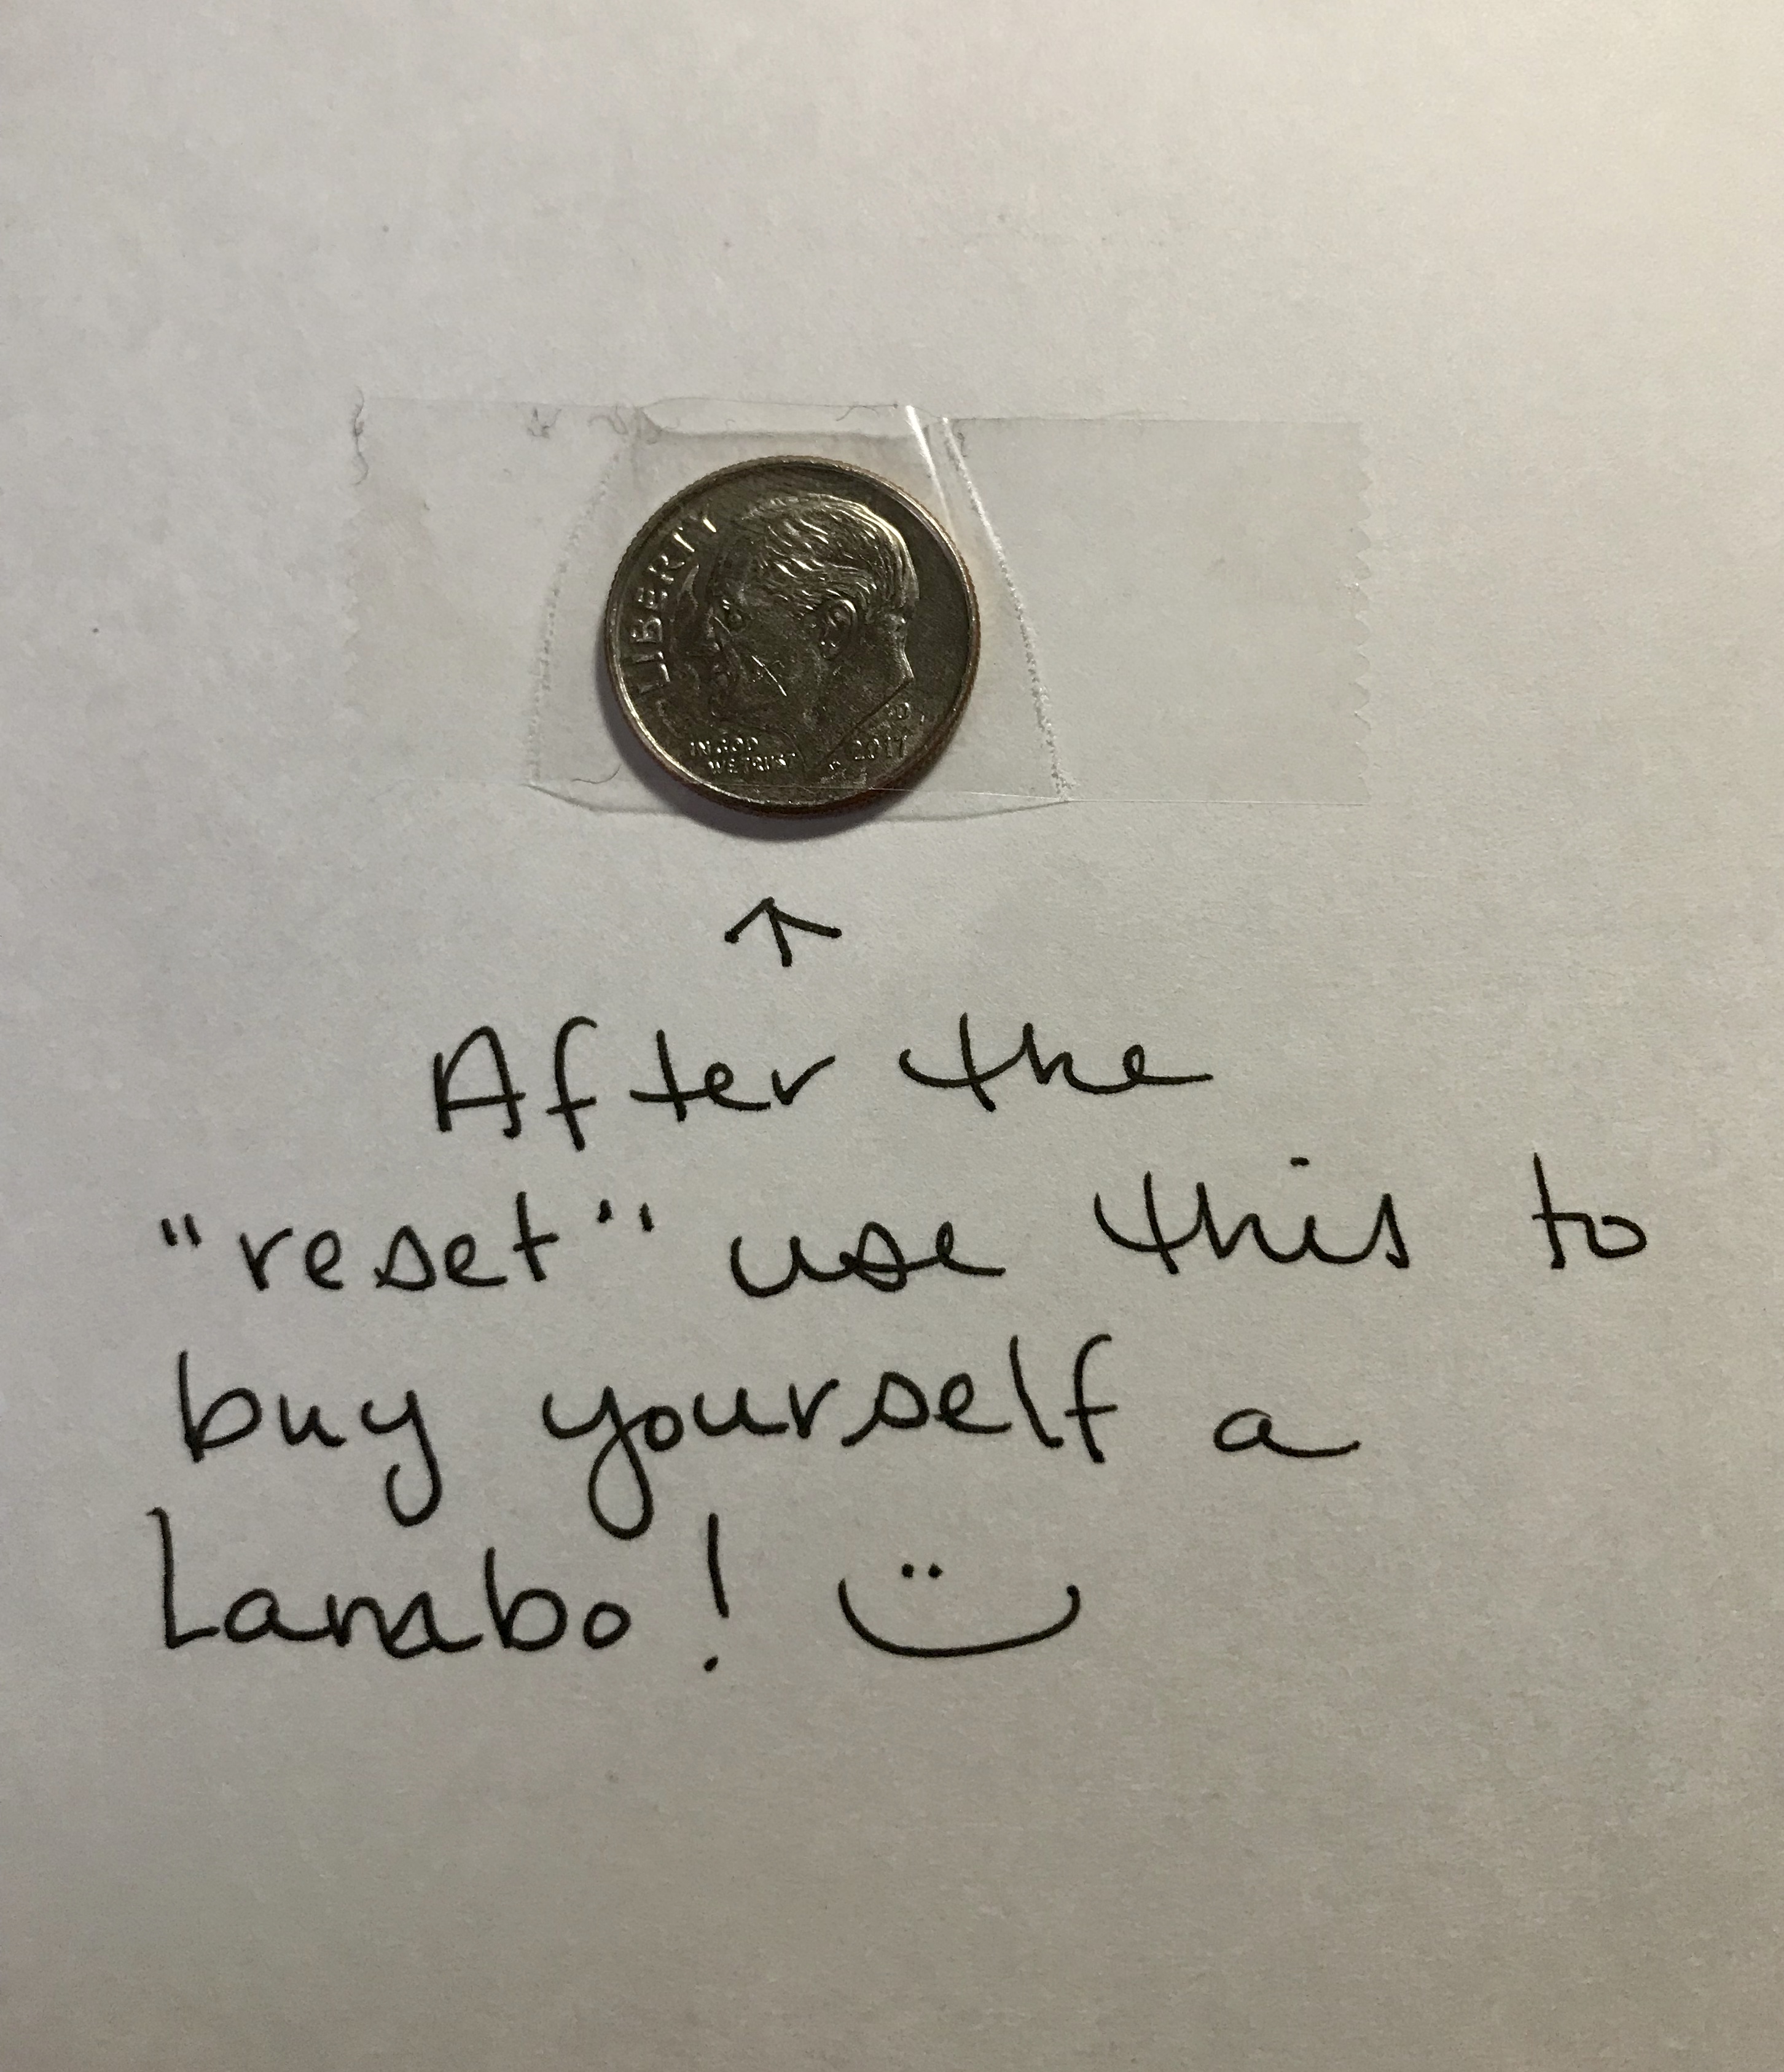 LIBERTY
IN GOD
WE TRUST
D
2017
↑
After the
"reset" use this to
buy yourself a
Lambo!